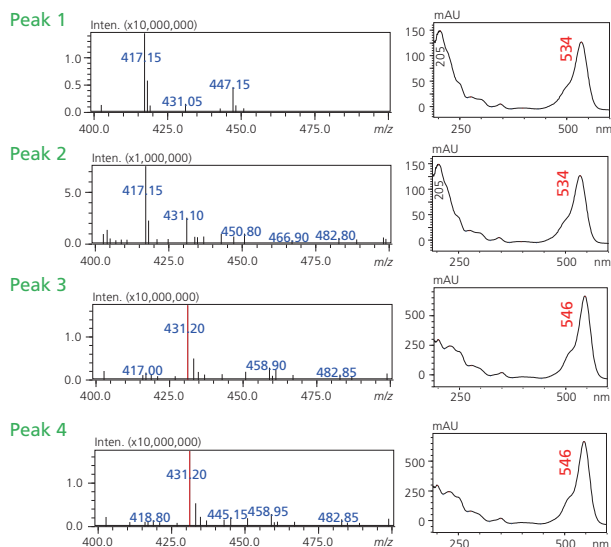 Peak 1
Inten. (x10,000,000)
1.0
0.5
0.0
417.15
431.05
447.15
400.0 425.0 450.0 475.0 m/z
mAU
150
100
50
0
205
534
250 500 nm
Peak 2
Inten. (x1,000,000)
5.0
0.0
417.15
431.10
450.80
466.90
482.80
400.0 425.0 450.0 475.0 m/z
mAU
150
100
50
0
205
534
250 500 nm
Peak 3
Inten. (x10,000,000)
1.0
0.0
431.20
417.00
458.90
482.85
400.0 425.0 450.0 475.0 m/z
mAU
500
250
0
546
250 500 nm
Peak 4
Inten. (x10,000,000)
1.0
0.0
431.20
418.80
445.15
458.95
482.85
400.0 425.0 450.0 475.0 m/z
mAU
500
250
0
546
250 500 nm